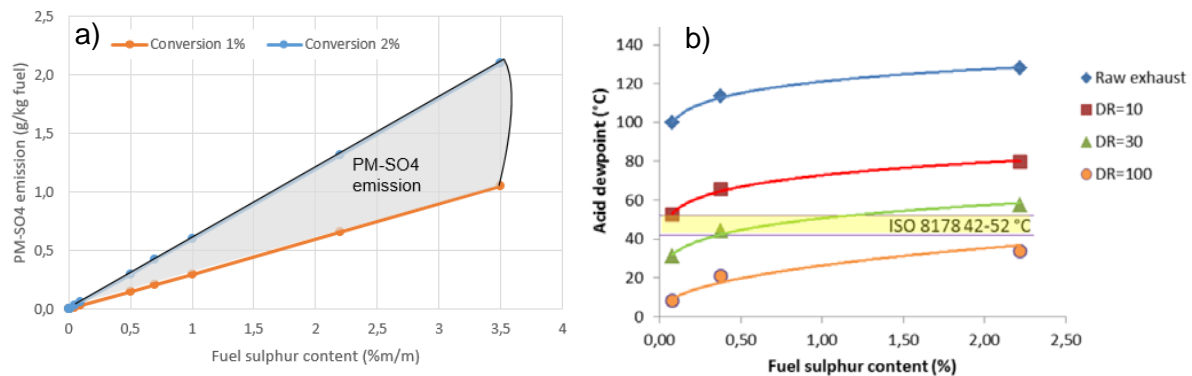 a)
Conversion 1%
Conversion 2%
PM-SO4 emission (g/kg fuel)
2,5
2,0
1,5
1,0
0,5
0,0
PM-SO4
emission
0
0,5
1
1,5
2
2,5
3
3,5
4
Fuel sulphur content (%m/m)
b)
Acid dewpoint (°C)
140
120
100
80
60
40
20
0
ISO 8178 42-52 °C
0,00
0,50
1,00
1,50
2,00
2,50
Fuel sulphur content (%)
Raw exhaust
DR=10
DR=30
DR=100